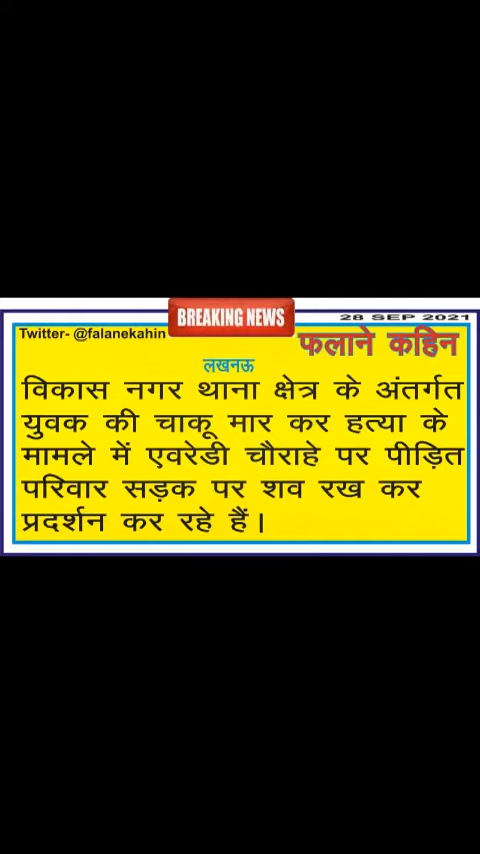 BREAKING NEWS
28 SEP 2021
Twitter- @falanekahin
फलाने कहिन
लखनऊ
विकास नगर थाना क्षेत्र के अंतर्गत
युवक की चाकू मार कर हत्या के
मामले में एवरेडी चौराहे पर पीड़ित
परिवार सड़क पर शव रख कर
प्रदर्शन कर रहे हैं।